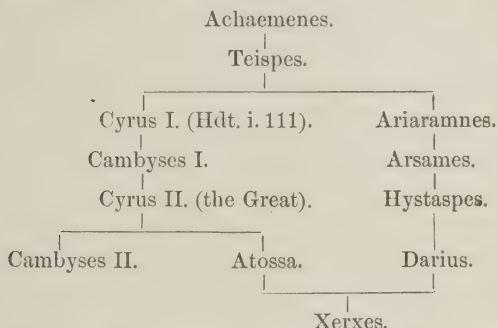 Achaemenes.
Teispes.
Cyrus I. (Hdt. i. 111). Ariaramnes.
Cambyses I. Arsames.
Cyrus II. (the Great). Hystaspes.
Cambyses II. Atossa. Darius.
Xerxes.